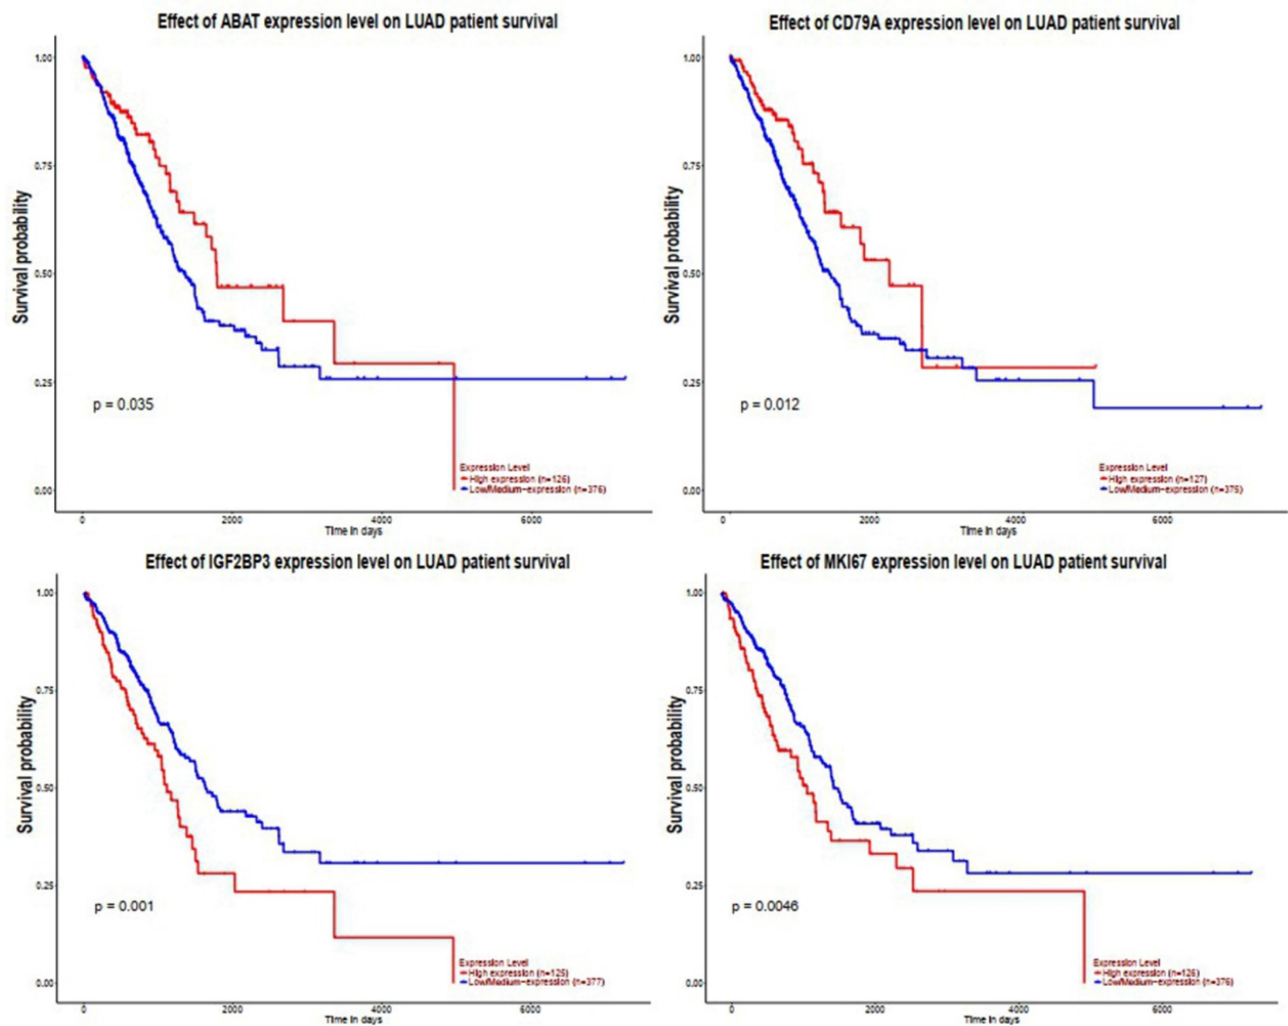 Effect of ABAT expression level on LUAD patient survival
Survival probability
1.00
0.75
0.50
0.25
0.00
p = 0.035
Expression Level
High expression (n=126)
Low/Medium-expression (n=376)
0 2000 4000 6000
Time in days
Effect of CD79A expression level on LUAD patient survival
Survival probability
1.00
0.75
0.50
0.25
0.00
p = 0.012
Expression Level
High expression (n=127)
Low/Medium-expression (n=375)
0 2000 4000 6000
Time in days
Effect of IGF2BP3 expression level on LUAD patient survival
Survival probability
1.00
0.75
0.50
0.25
0.00
p = 0.001
Expression Level
High expression (n=125)
Low/Medium-expression (n=377)
0 2000 4000 6000
Time in days
Effect of MKI67 expression level on LUAD patient survival
Survival probability
1.00
0.75
0.50
0.25
0.00
p = 0.0046
Expression Level
High expression (n=126)
Low/Medium-expression (n=376)
0 2000 4000 6000
Time in days